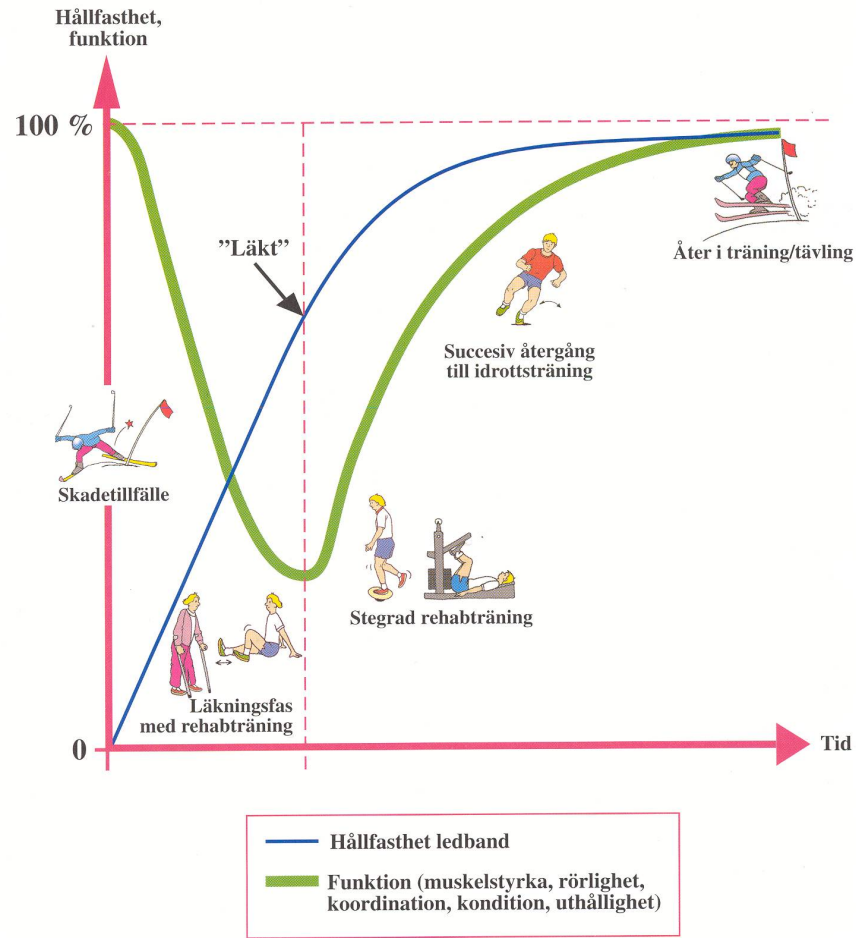 Hållfasthet,
funktion
100 %
”Läkt”
Åter i träning/tävling
Succesiv återgång
till idrottsträning
Skadetillfälle
Stegrad rehabträning
Läkningsfas
med rehabträning
0
Tid
Hållfasthet ledband
Funktion (muskelstyrka, rörlighet,
koordination, kondition, uthållighet)